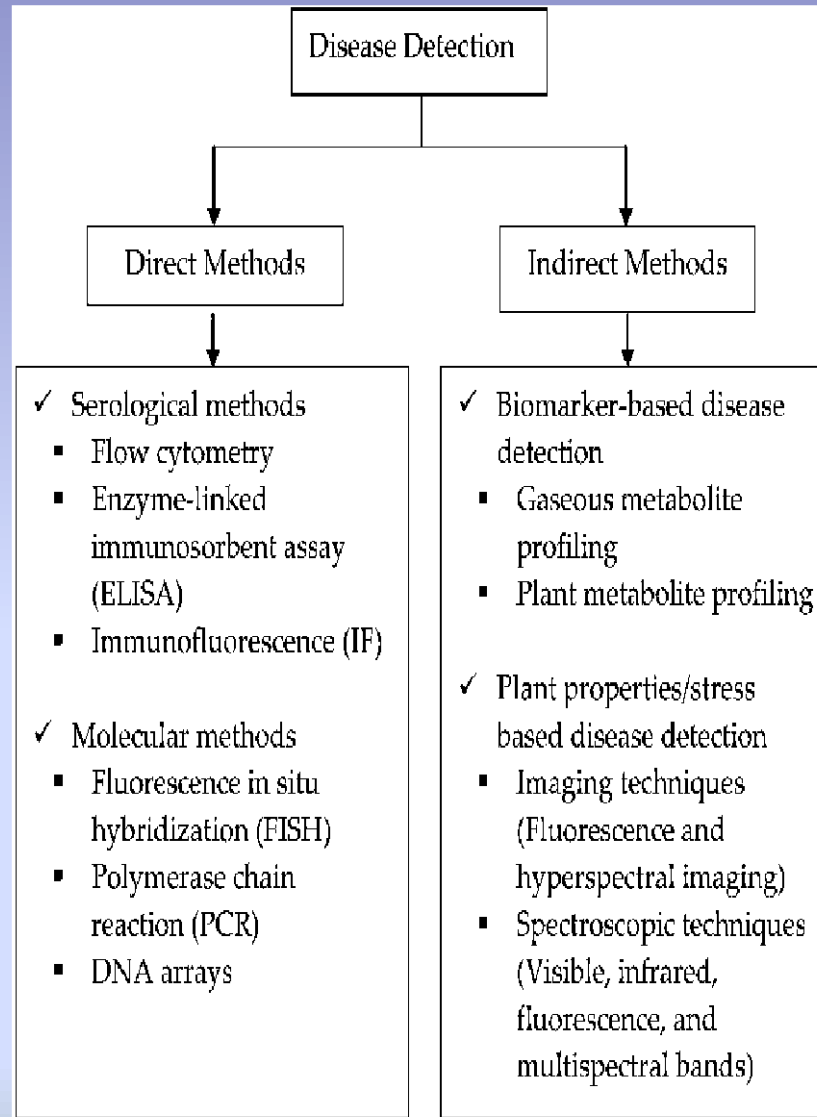 Disease Detection
Direct Methods
Indirect Methods
✓ Serological methods
▪ Flow cytometry
▪ Enzyme-linked
immunosorbent assay
(ELISA)
▪ Immunofluorescence (IF)
✓ Molecular methods
▪ Fluorescence in situ
hybridization (FISH)
▪ Polymerase chain
reaction (PCR)
▪ DNA arrays
✓ Biomarker-based disease
detection
▪ Gaseous metabolite
profiling
▪ Plant metabolite profiling
✓ Plant properties/stress
based disease detection
▪ Imaging techniques
(Fluorescence and
hyperspectral imaging)
▪ Spectroscopic techniques
(Visible, infrared,
fluorescence, and
multispectral bands)